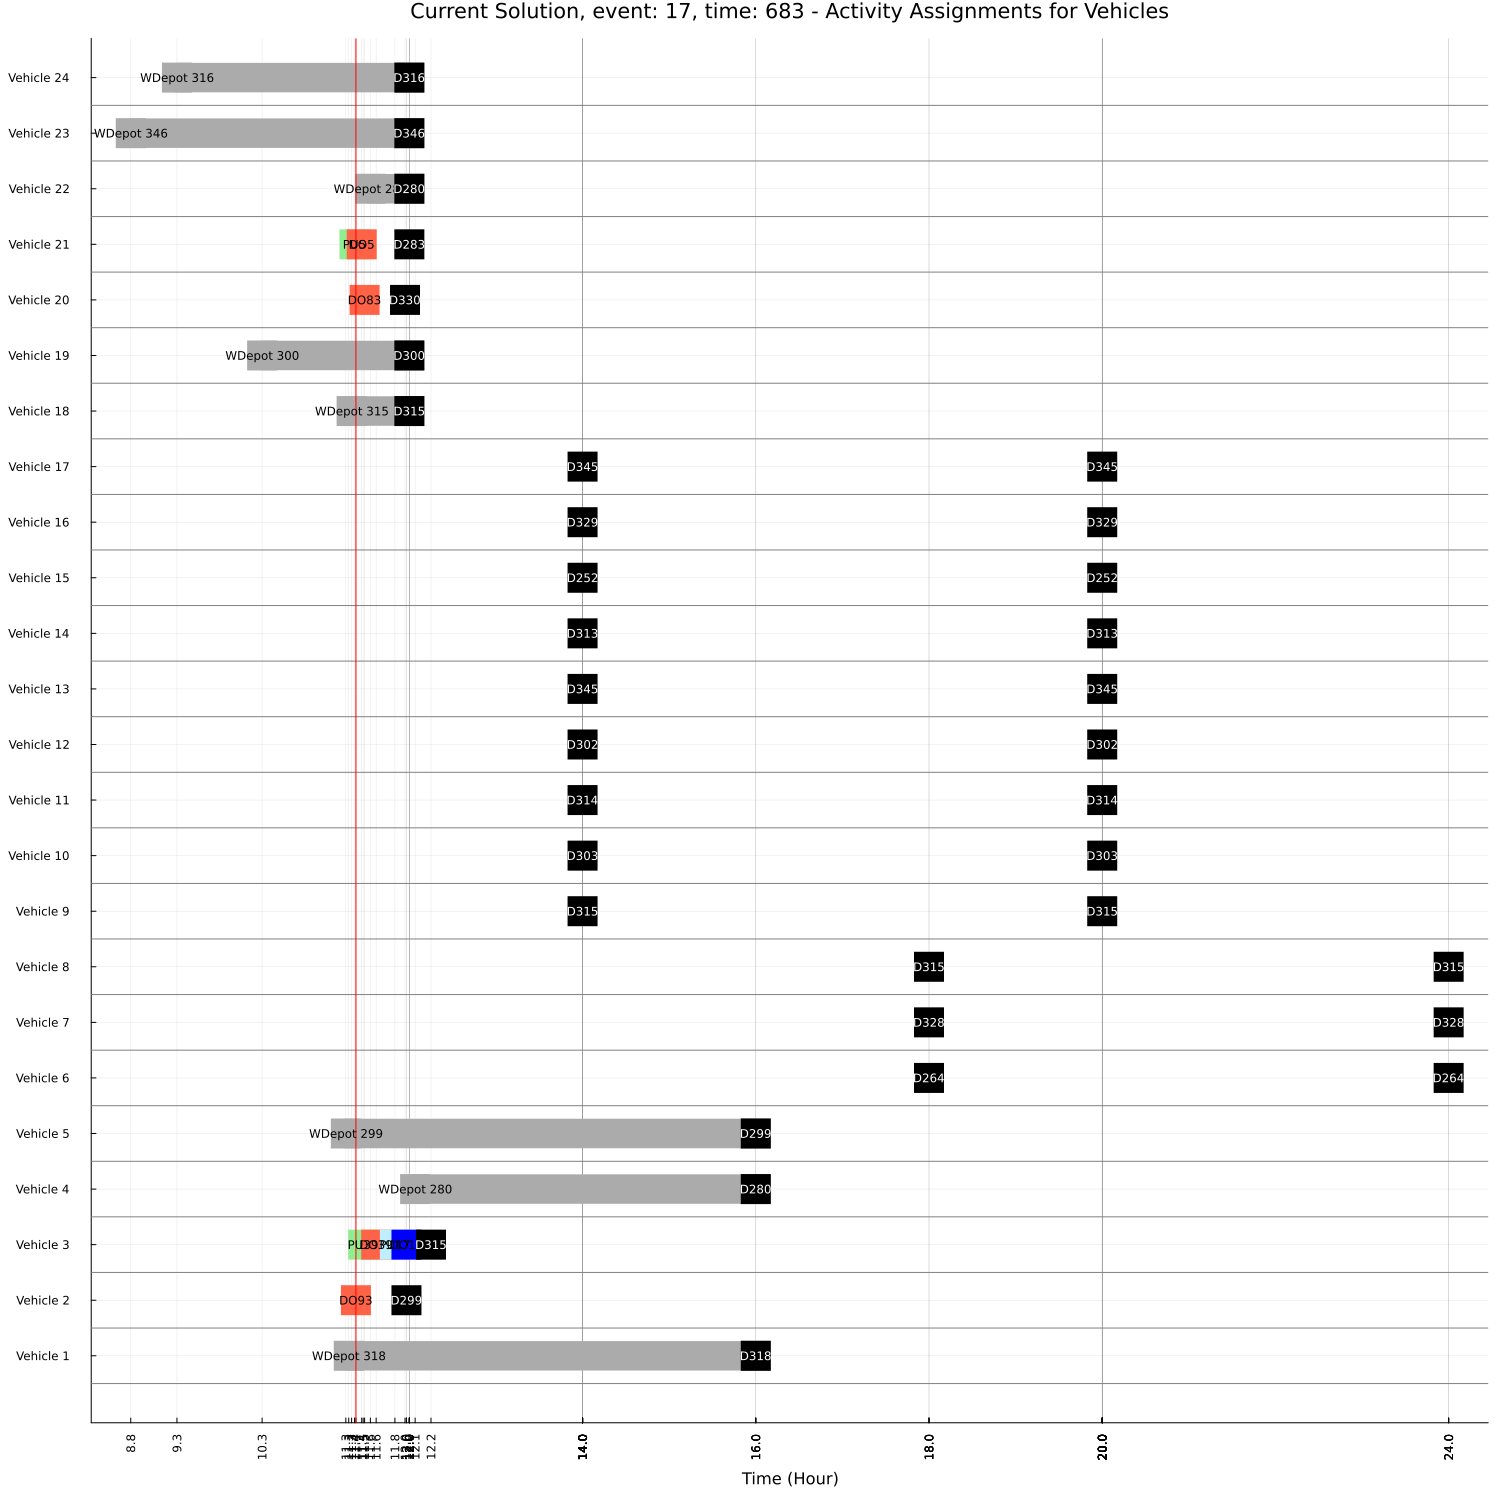 Current Solution, event: 17, time: 683 - Activity Assignments for Vehicles
Vehicle 24 WDepot 316 D316
Vehicle 23 WDepot 346 D346
Vehicle 22 WDepot 2 D280
Vehicle 21 D283
Vehicle 20 DO83 D330
Vehicle 19 WDepot 300 D300
Vehicle 18 WDepot 315 D315
Vehicle 17 D345 D345
Vehicle 16 D329 D329
Vehicle 15 D252 D252
Vehicle 14 D313 D313
Vehicle 13 D345 D345
Vehicle 12 D302 D302
Vehicle 11 D314 D314
Vehicle 10 D303 D303
Vehicle 9 D315 D315
Vehicle 8 D315 D315
Vehicle 7 D328 D328
Vehicle 6 D264 D264
Vehicle 5 WDepot 299 D299
Vehicle 4 WDepot 280 D280
Vehicle 3 D315
Vehicle 2 DO93 D299
Vehicle 1 WDepot 318 D318
8.8 9.3 10.3 11.6 11.8 12.1 12.2 14.0 16.0 18.0 20.0 24.0
Time (Hour)